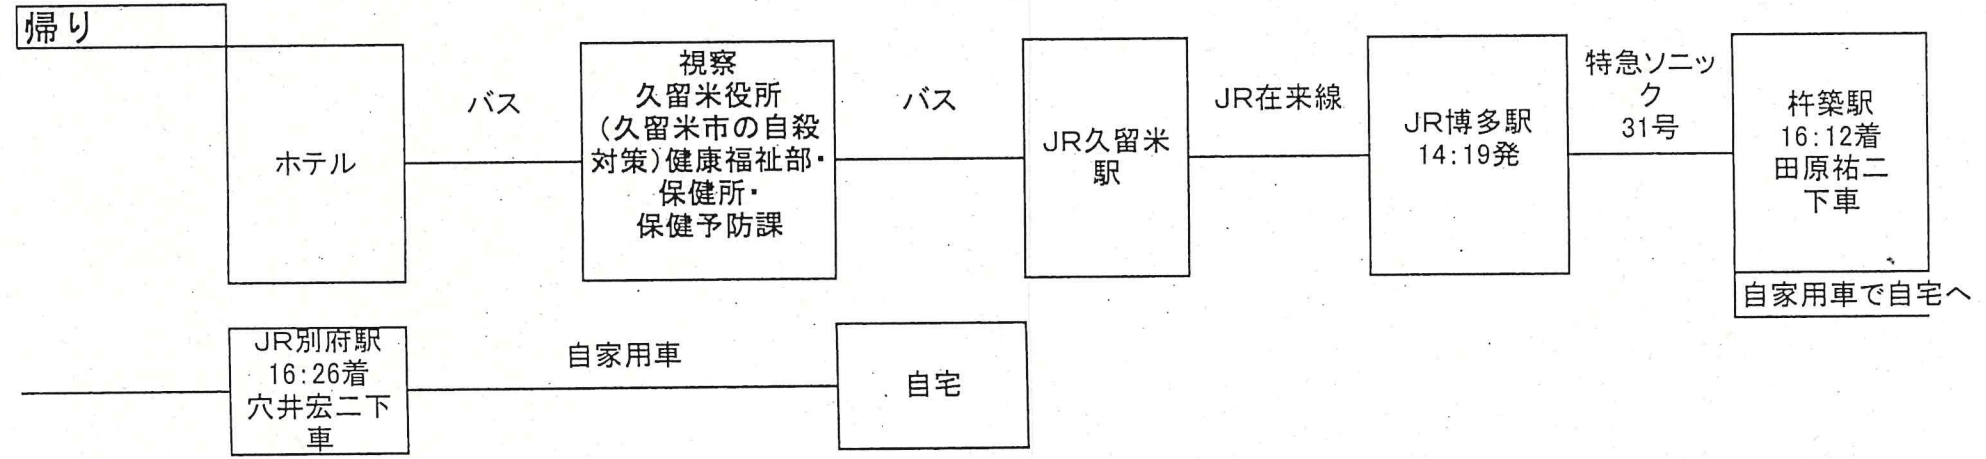 帰り
ホテル
バス
視察
久留米役所
（久留米市の自殺
対策）健康福祉部・
保健所・
保健予防課
バス
JR久留米
駅
JR在来線
JR博多駅
14:19発
特急ソニッ
ク
31号
杵築駅
16:12着
田原祐二
下車
自家用車で自宅へ
JR別府駅
16:26着
穴井宏二下
車
自家用車
自宅